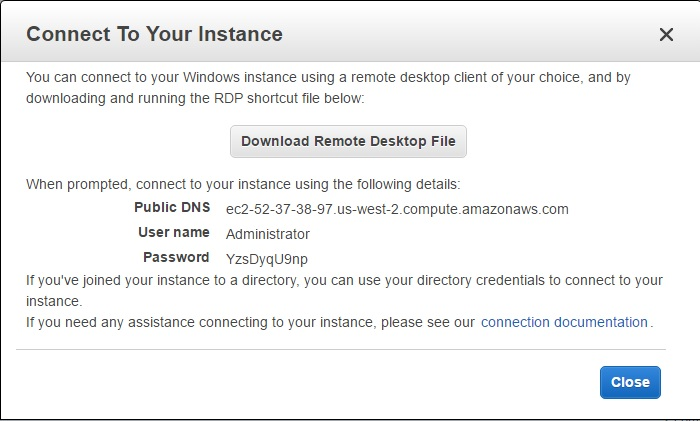 Connect To Your Instance
You can connect to your Windows instance using a remote desktop client of your choice, and by
downloading and running the RDP shortcut file below:
Download Remote Desktop File
When prompted, connect to your instance using the following details:
Public DNS ec2-52-37-38-97.us-west-2.compute.amazonaws.com
User name Administrator
Password YzsDyqU9np
If you've joined your instance to a directory, you can use your directory credentials to connect to your
instance.
If you need any assistance connecting to your instance, please see our connection documentation.
Close